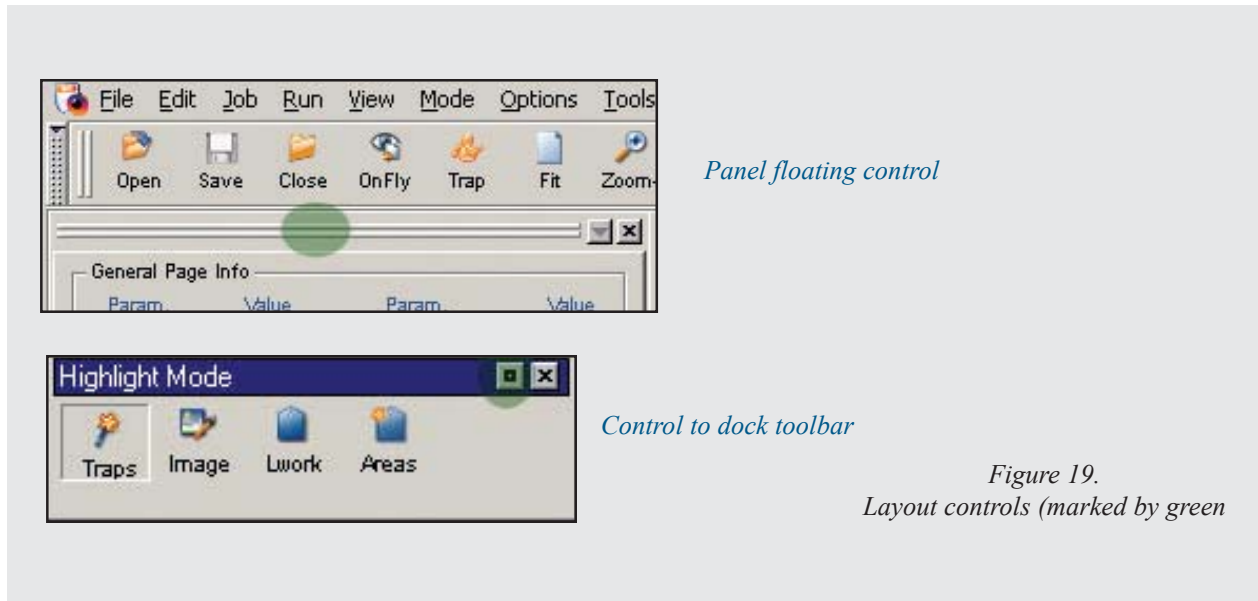 File Edit Job Run View Mode Options Tools
Open Save Close OnFly Trap Fit Zoom-
Panel floating control
General Page Info
Param. Value Param. Value
Highlight Mode
Traps Image Lwork Areas
Control to dock toolbar
Figure 19.
Layout controls (marked by green